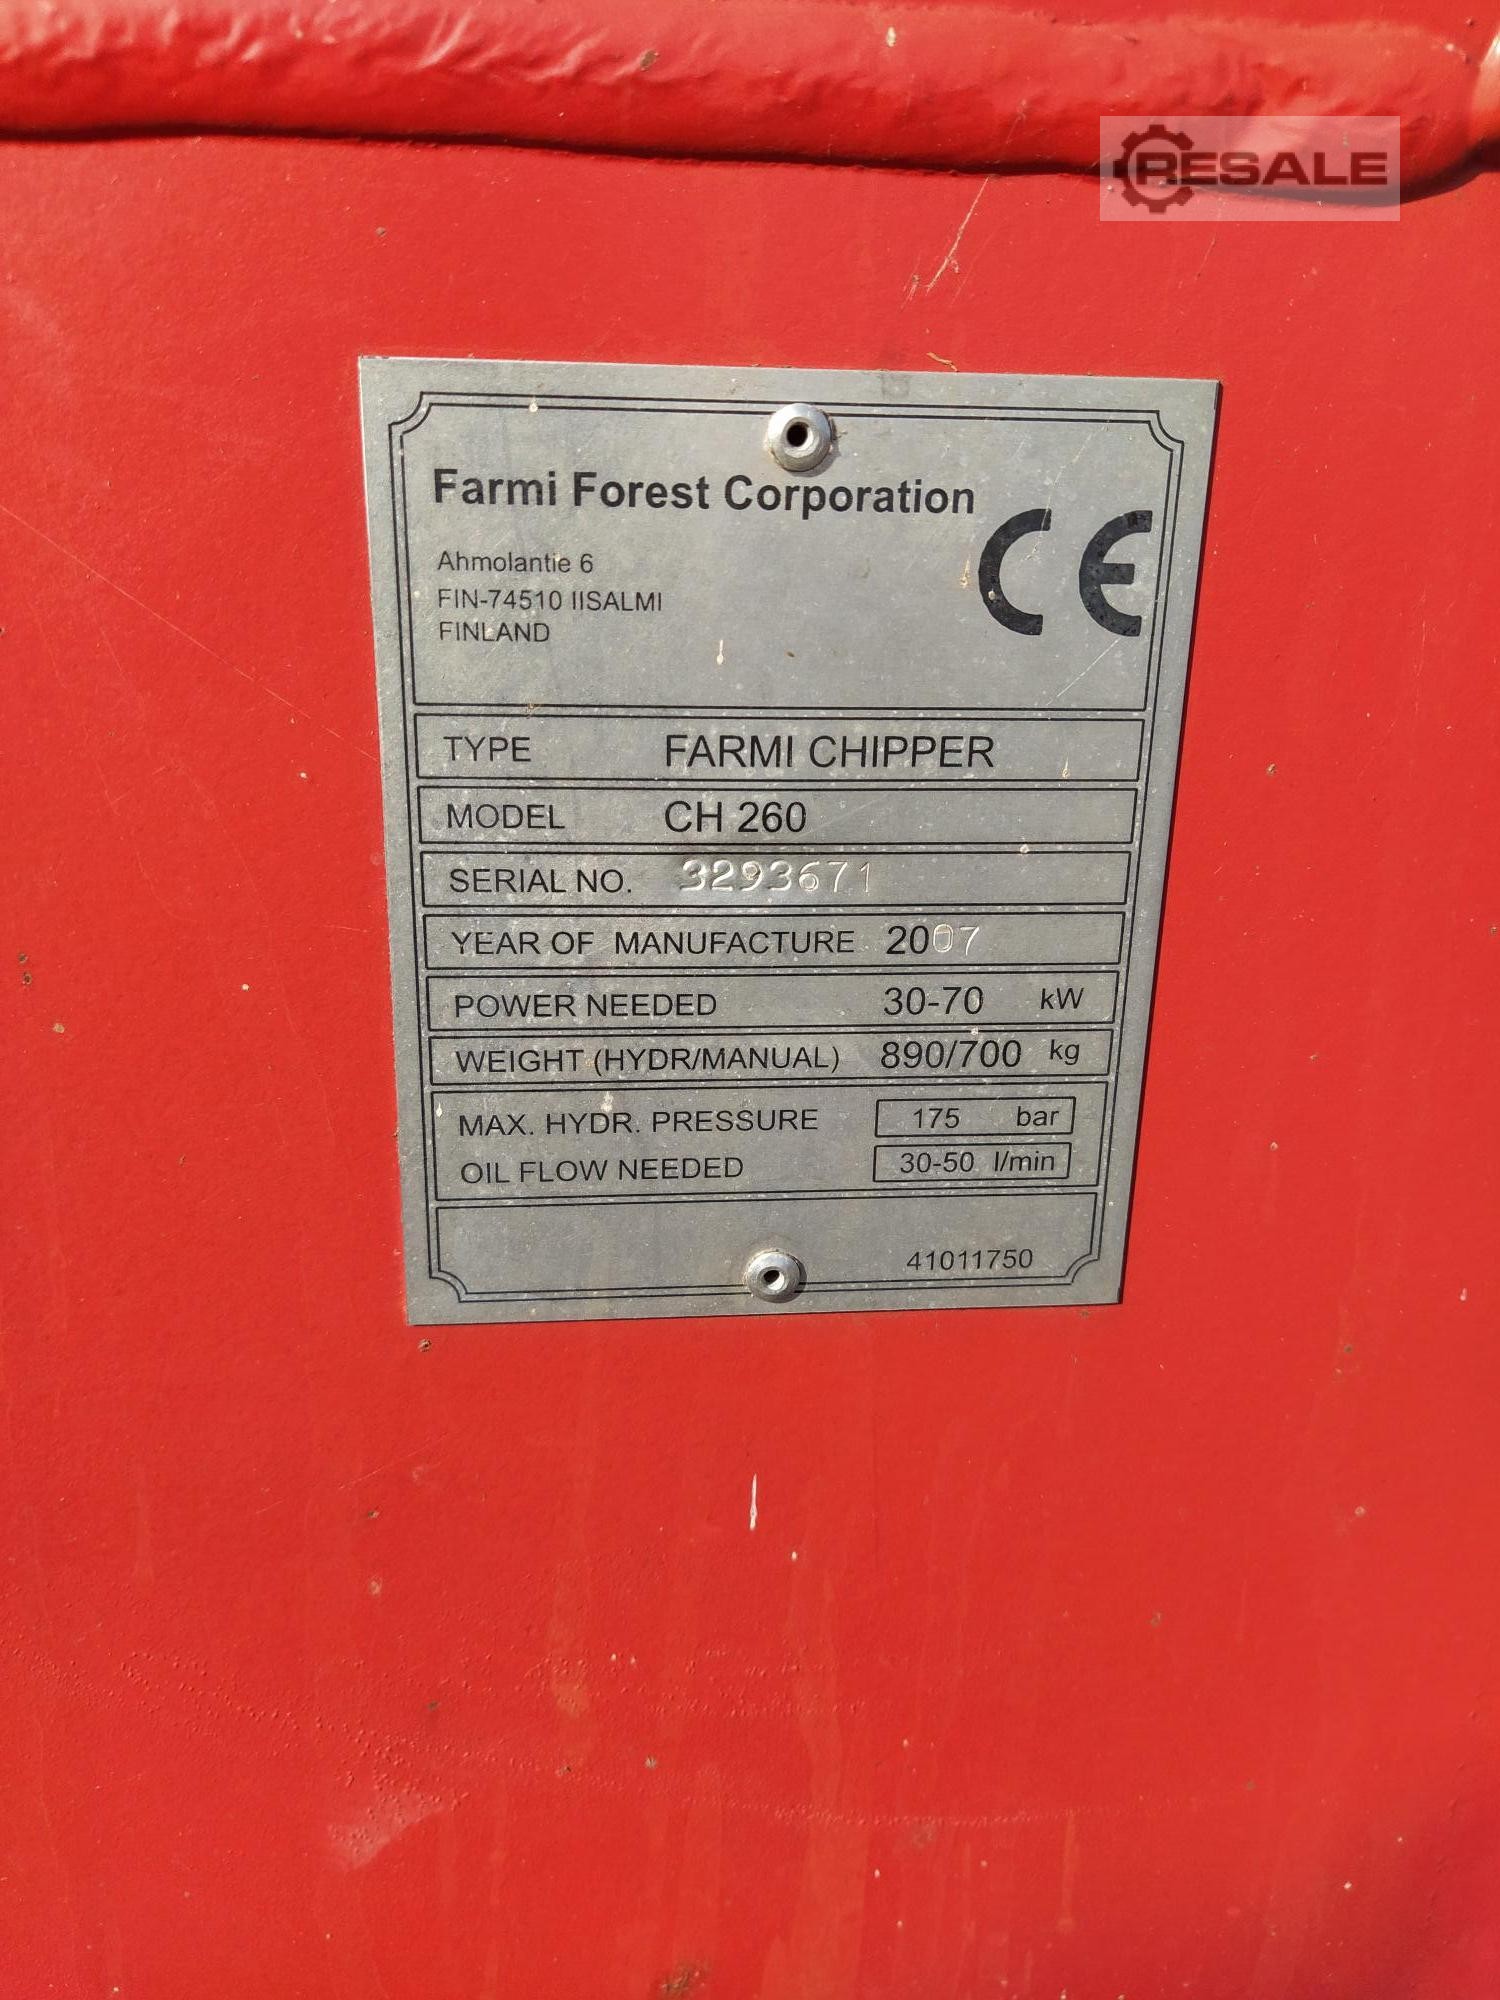 RESALE
Farmi Forest Corporation
CE
Ahmolantie 6
FIN-74510 IISALMI
FINLAND
TYPE FARMI CHIPPER
MODEL CH 260
SERIAL NO. 3293671
YEAR OF MANUFACTURE 2007
POWER NEEDED 30-70 kW
WEIGHT (HYDR/MANUAL) 890/700 kg
MAX. HYDR. PRESSURE 175 bar
OIL FLOW NEEDED 30-50 l/min
41011750